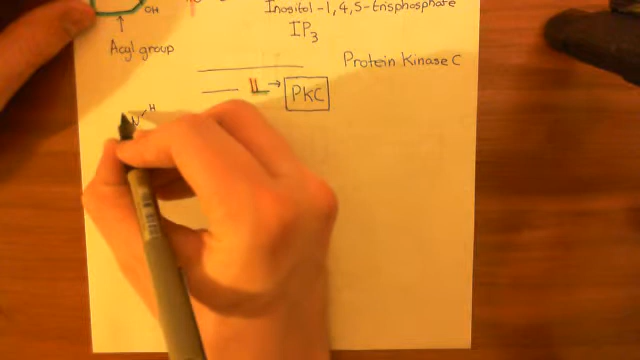 OH
Inositol-1,4,5-trisphosphate
IP3
Acyl group
Protein Kinase C
PKC
H
N